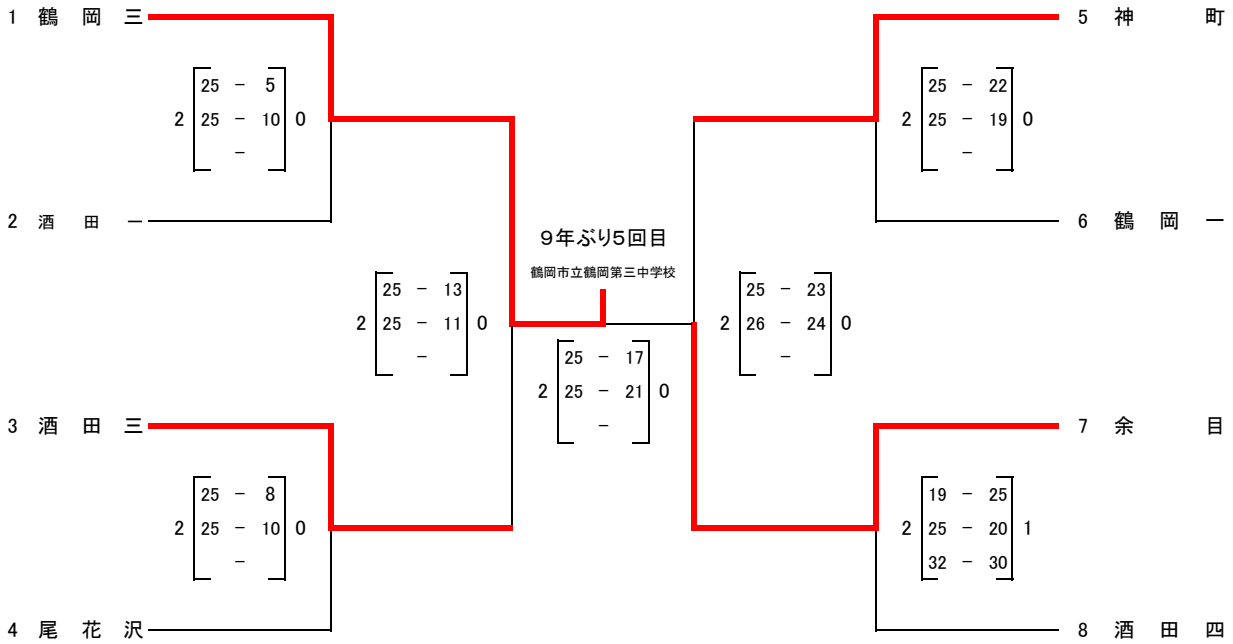 1 鶴 岡 三
25 － 5
2 25 － 10 0
－
2 酒 田 一
25 － 13
2 25 － 11 0
－
3 酒 田 三
25 － 8
2 25 － 10 0
－
4 尾 花 沢
9年ぶり5回目
鶴岡市立鶴岡第三中学校
25 － 17
2 25 － 21 0
－
5 神 町
25 － 22
2 25 － 19 0
－
6 鶴 岡 一
25 － 23
2 26 － 24 0
－
7 余 目
19 － 25
2 25 － 20 1
32 － 30
8 酒 田 四